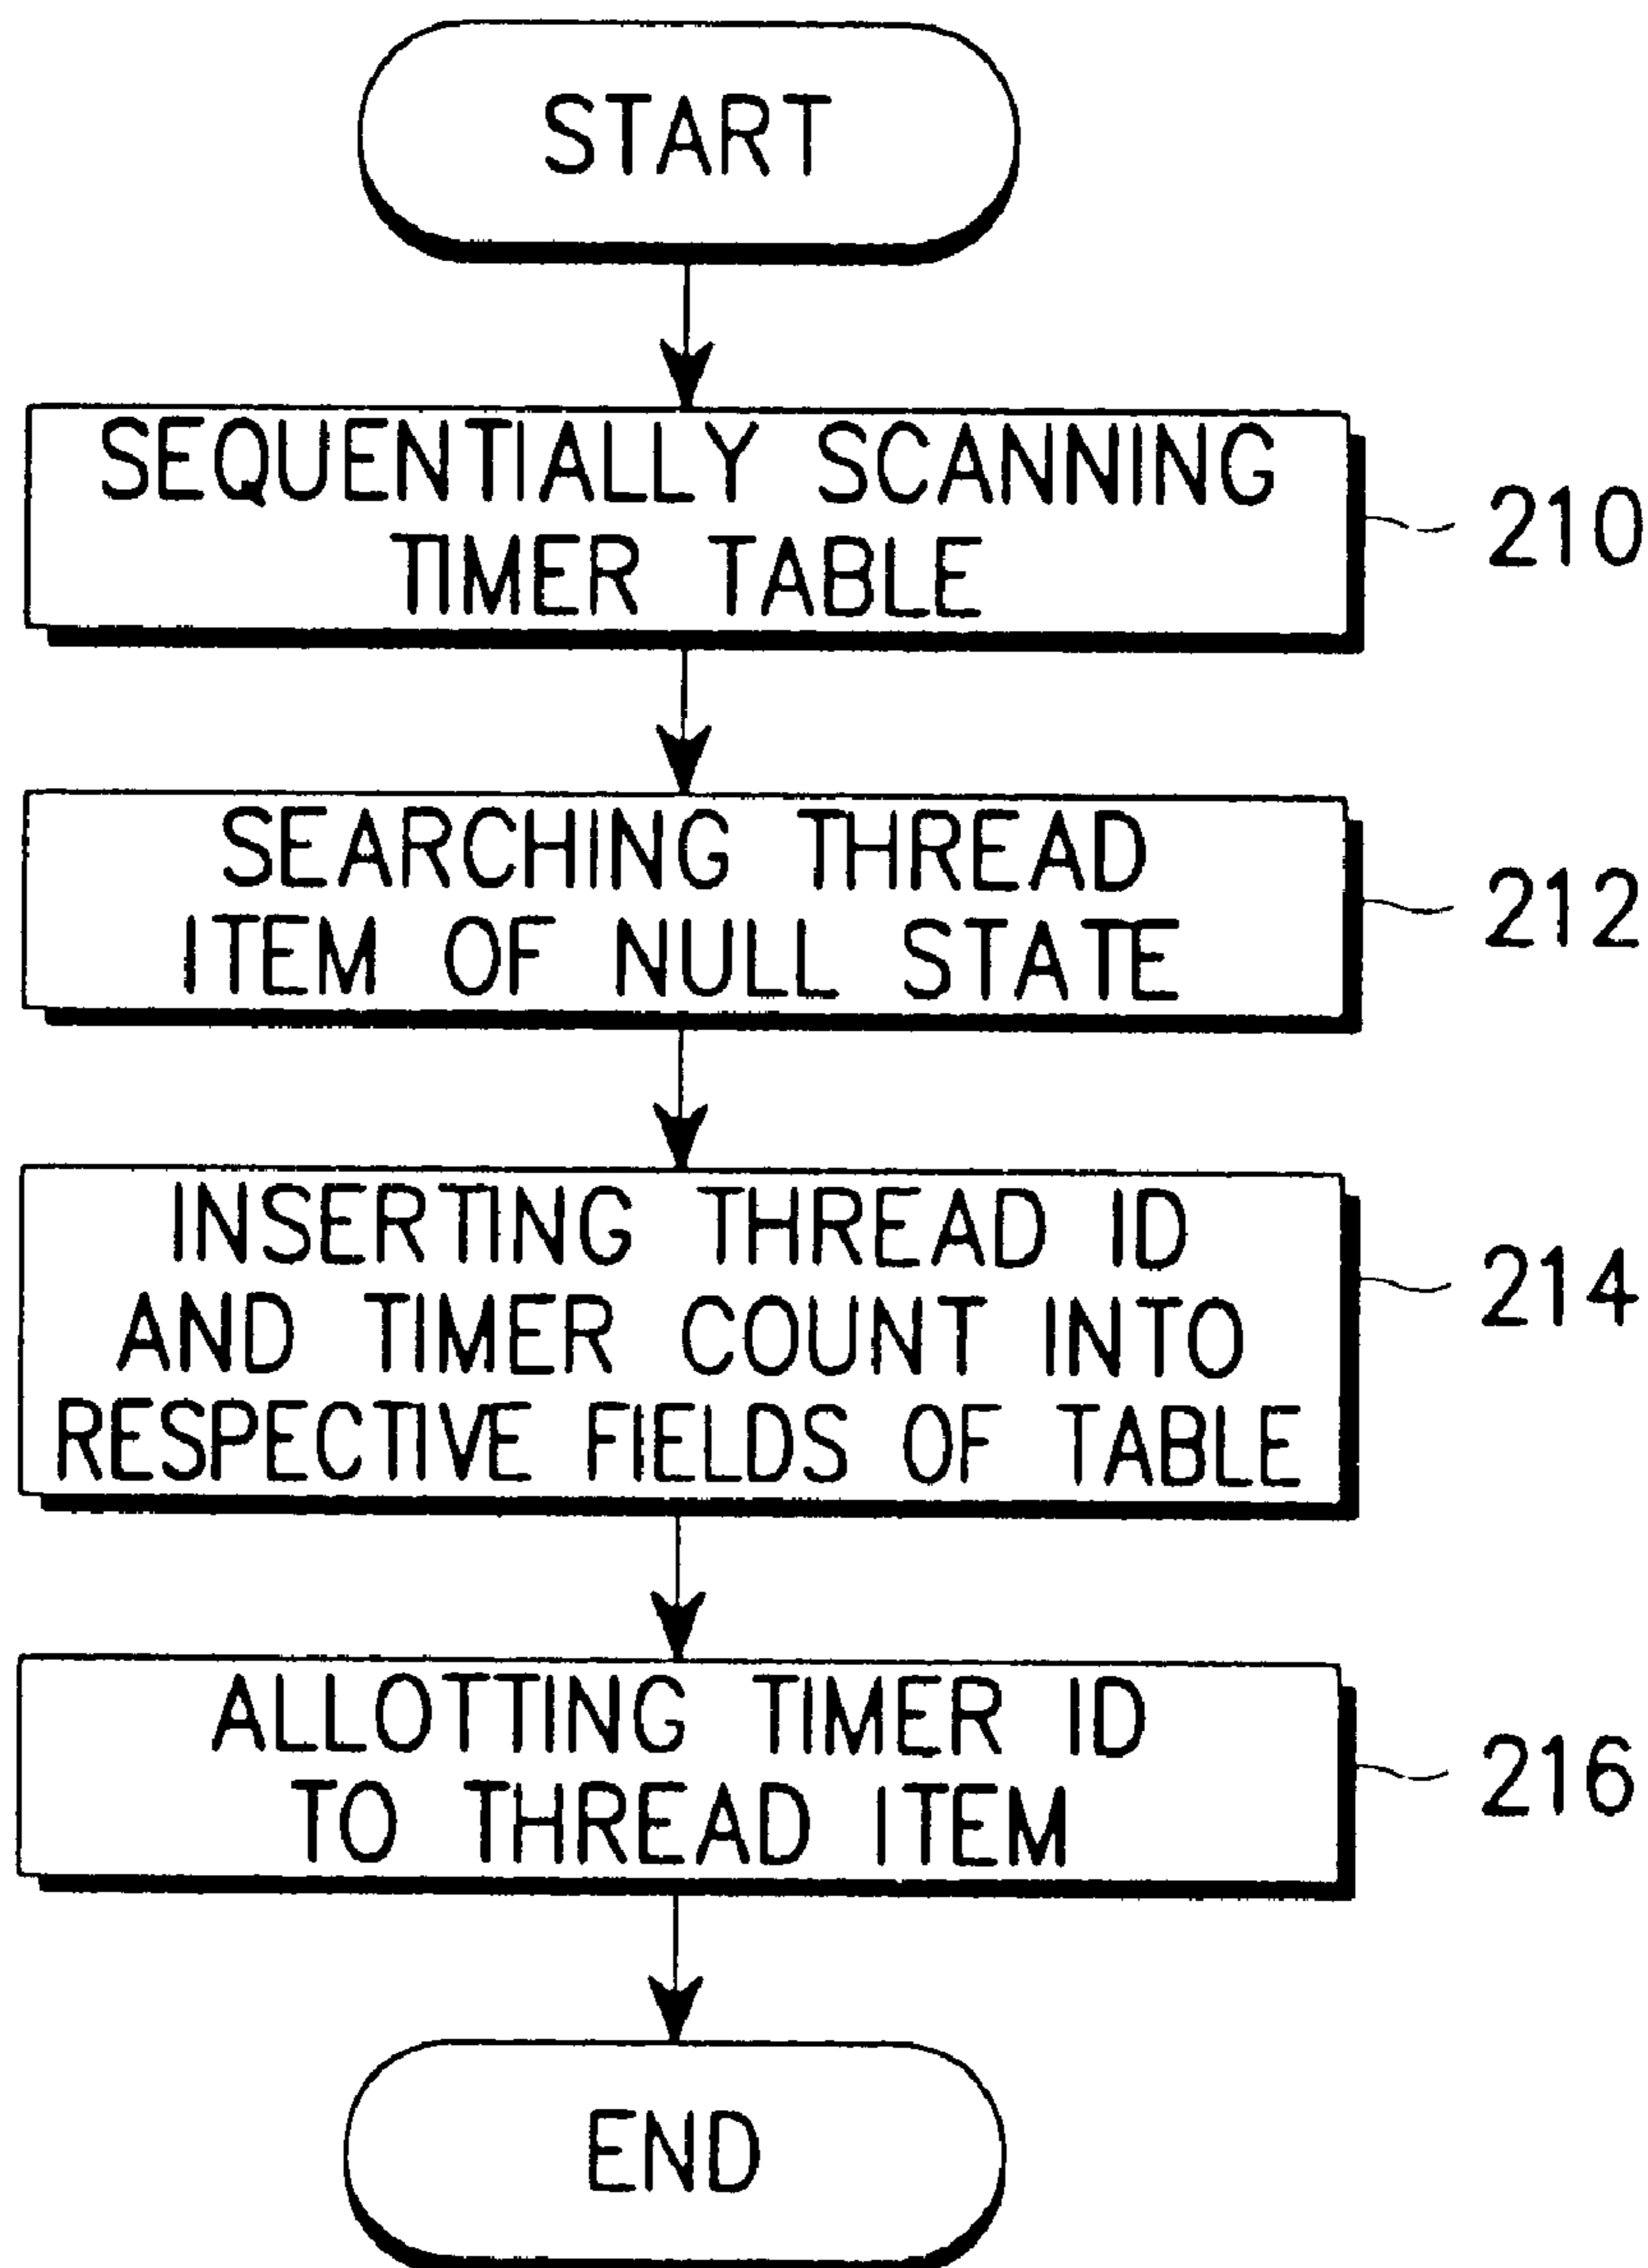 START
SEQUENTIALLY SCANNING
TIMER TABLE
210
SEARCHING THREAD
ITEM OF NULL STATE
212
INSERTING THREAD ID
AND TIMER COUNT INTO
RESPECTIVE FIELDS OF TABLE
214
ALLOTTING TIMER ID
TO THREAD ITEM
216
END